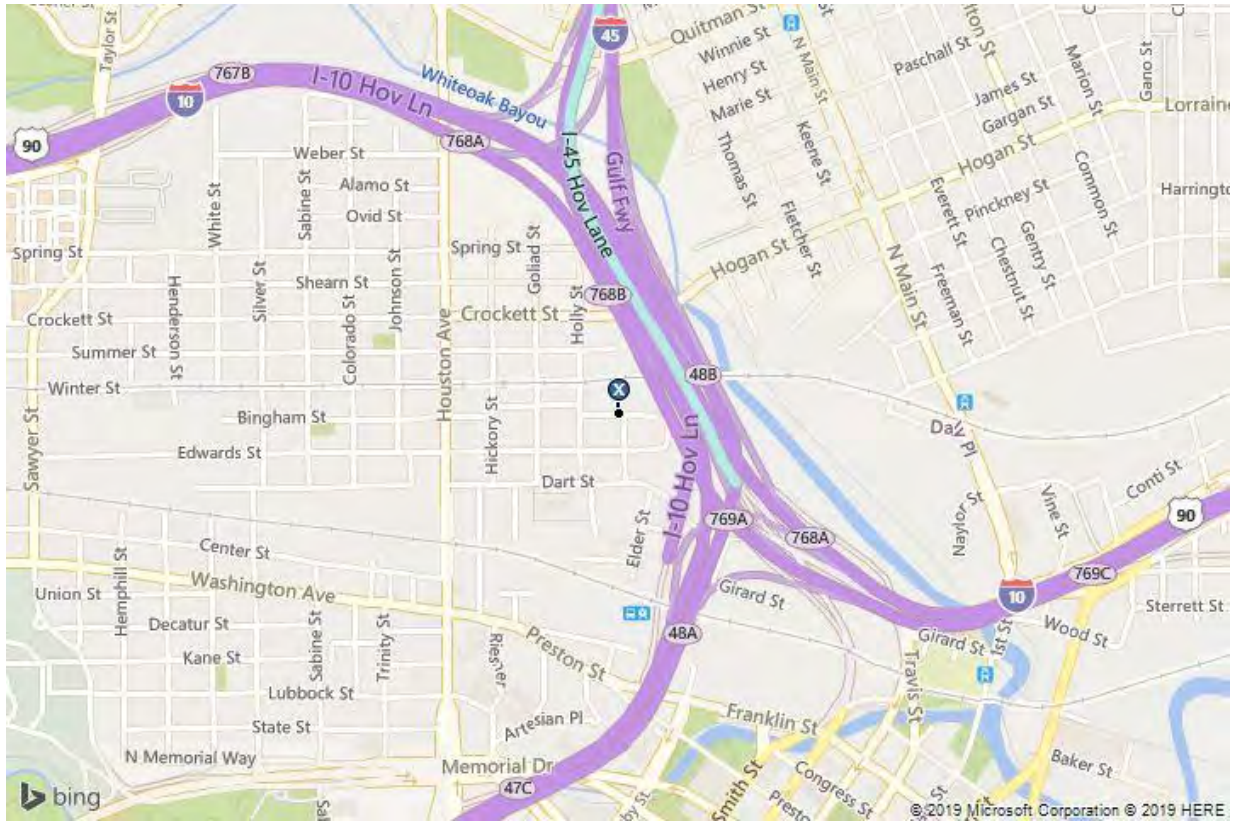 Taylor St
45
Quitman St
Winnie St
N Main St
Henry St
Marie St
Paschall St
James St
Gargan St
Marion St
Gano St
Lorraine
767B
10
I-10 Hov Ln
Whiteoak Bayou
90
768A
I-45 Hov Lane
Gulf Fwy
Thomas St
Keene St
Hogan St
Common St
Weber St
Alamo St
Ovid St
White St
Sabine St
Fletcher St
Everett St
Pinckney St
Harrington
Spring St
Spring St
Goliad St
Hogan St
N Main St
Freeman St
Chestnut St
Gentry St
Henderson St
Silver St
Shearn St
Colorado St
Johnson St
Houston Ave
768B
Holly St
Crockett St
Crockett St
Summer St
Winter St
X
48B
Bingham St
Hickory St
I-10 Hov Ln
Day Pl
Sawyer St
Edwards St
Dart St
Conti St
Naylor St
Vine St
90
769A
768A
Elder St
Center St
Washington Ave
Hemphill St
Union St
Girard St
769C
10
Sterrett St
Decatur St
Sabine St
Trinity St
Kane St
48A
Girard St
1st St
Wood St
Riesner
Preston St
Travis St
Lubbock St
State St
Artesian Pl
Franklin St
N Memorial Way
Memorial Dr
Baker St
Congress St
Smith St
47C
bing
© 2019 Microsoft Corporation © 2019 HERE